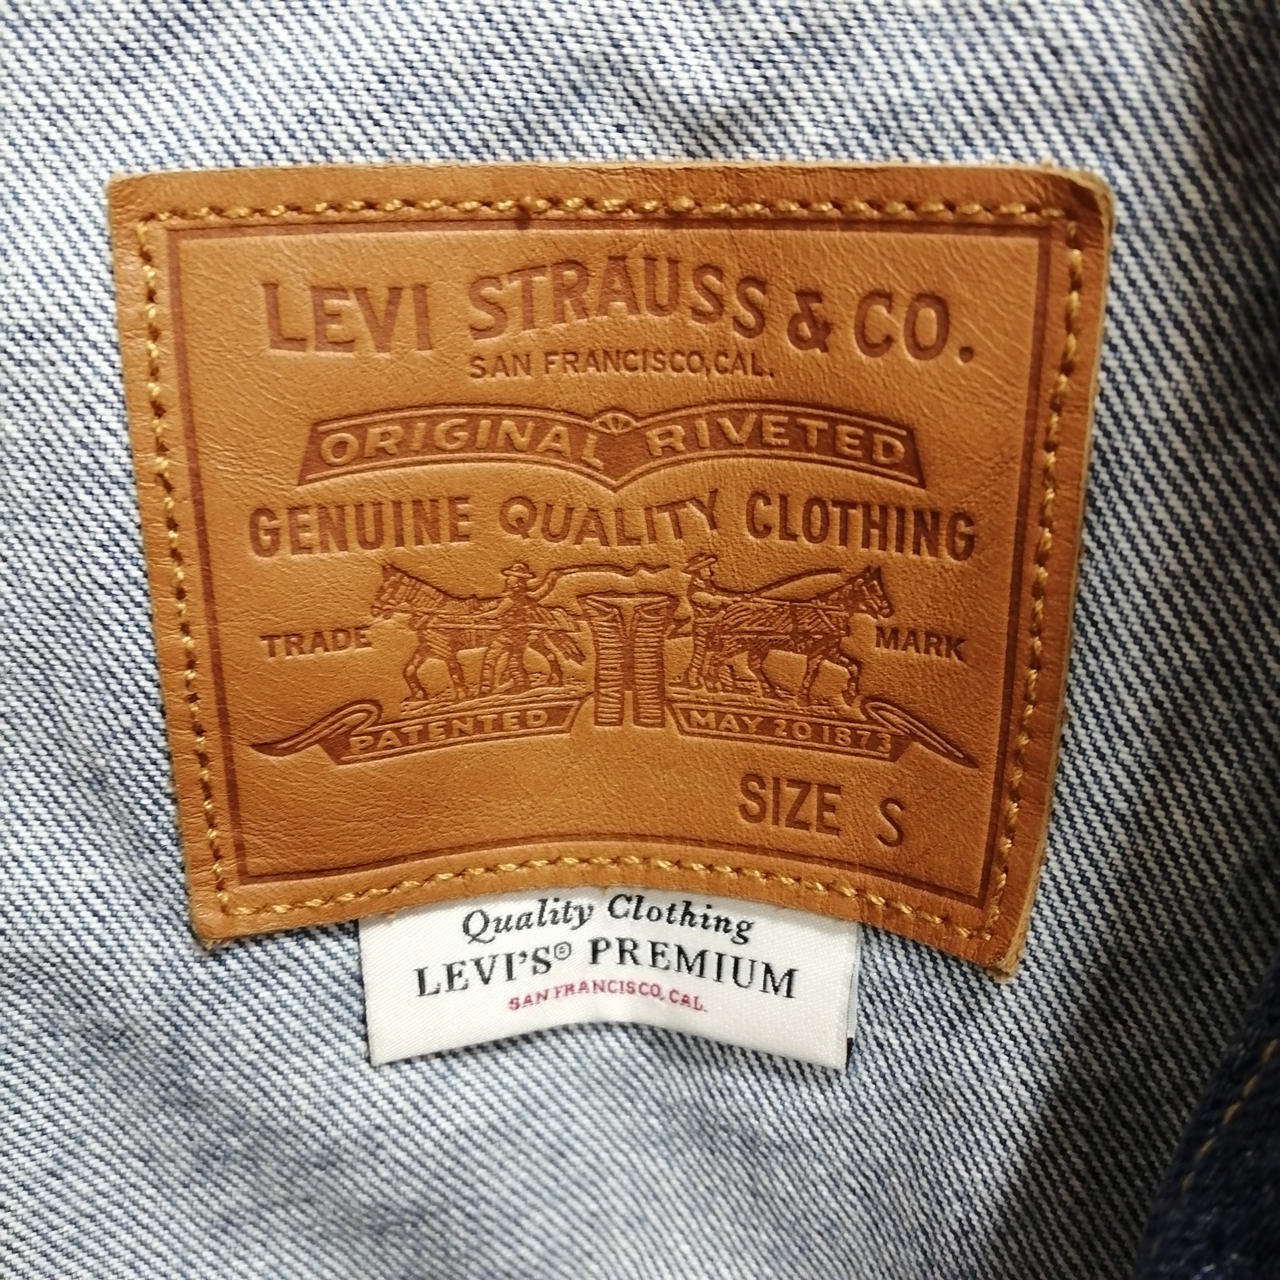 LEVI STRAUSS & CO.
SAN FRANCISCO, CAL.
ORIGINAL RIVETED
GENUINE QUALITY CLOTHING
TRADE MARK
PATENTED MAY 20 1873
SIZE S
Quality Clothing
LEVI'S® PREMIUM
SAN FRANCISCO, CAL.